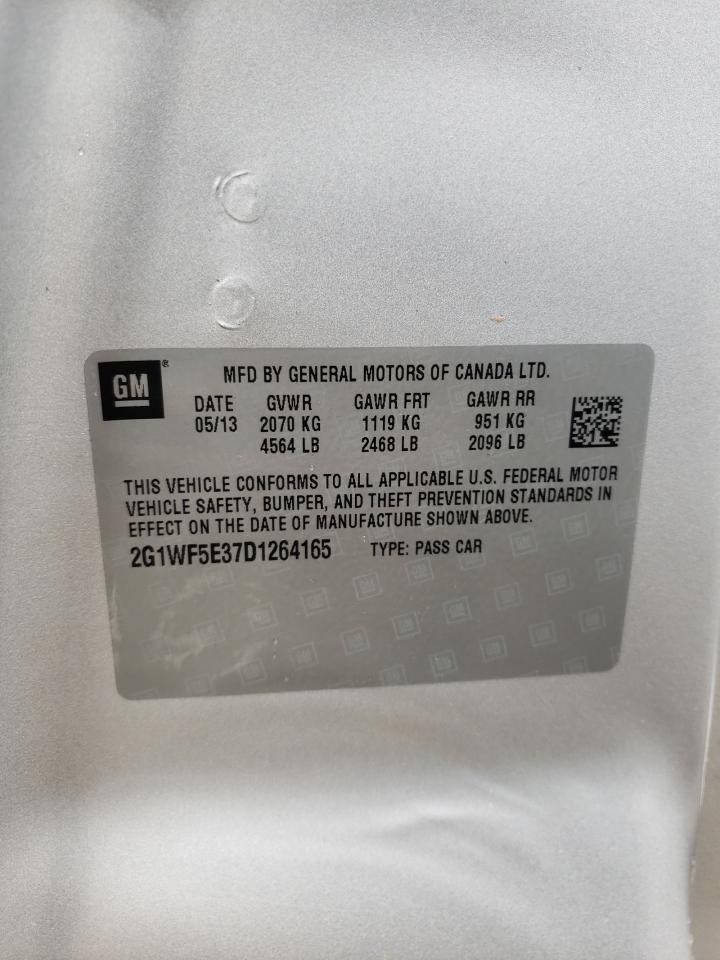 GM
MFD BY GENERAL MOTORS OF CANADA LTD.
DATE GVWR GAWR FRT GAWR RR
05/13 2070 KG 1119 KG 951 KG
4564 LB 2468 LB 2096 LB
THIS VEHICLE CONFORMS TO ALL APPLICABLE U.S. FEDERAL MOTOR
VEHICLE SAFETY, BUMPER, AND THEFT PREVENTION STANDARDS IN
EFFECT ON THE DATE OF MANUFACTURE SHOWN ABOVE.
2G1WF5E37D1264165 TYPE: PASS CAR